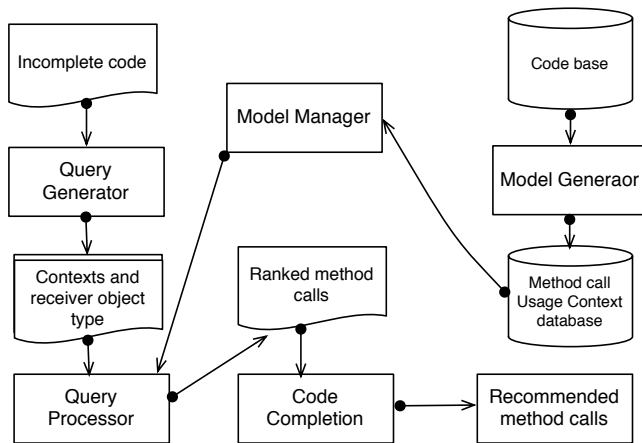 Incomplete code
Code base
Model Manager
Query
Generator
Model Generaor
Contexts and
receiver object
type
Ranked method
calls
Method call
Usage Context
database
Query
Processor
Code
Completion
Recommended
method calls